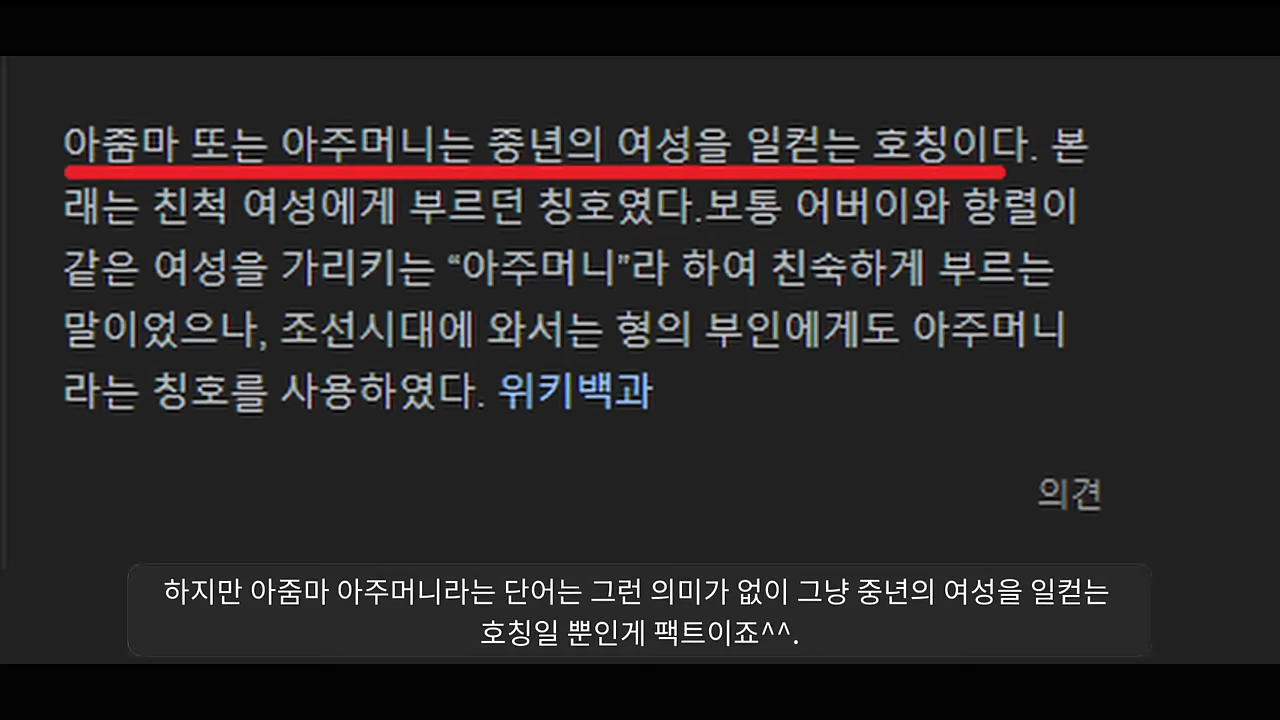 아줌마 또는 아주머니는 중년의 여성을 일컫는 호칭이다. 본
래는 친척 여성에게 부르던 칭호였다.보통 어버이와 항렬이
같은 여성을 가리키는 “아주머니”라 하여 친숙하게 부르는
말이었으나, 조선시대에 와서는 형의 부인에게도 아주머니
라는 칭호를 사용하였다. 위키백과
의견
하지만 아줌마 아주머니라는 단어는 그런 의미가 없이 그냥 중년의 여성을 일컫는
호칭일 뿐인게 팩트이죠^^.